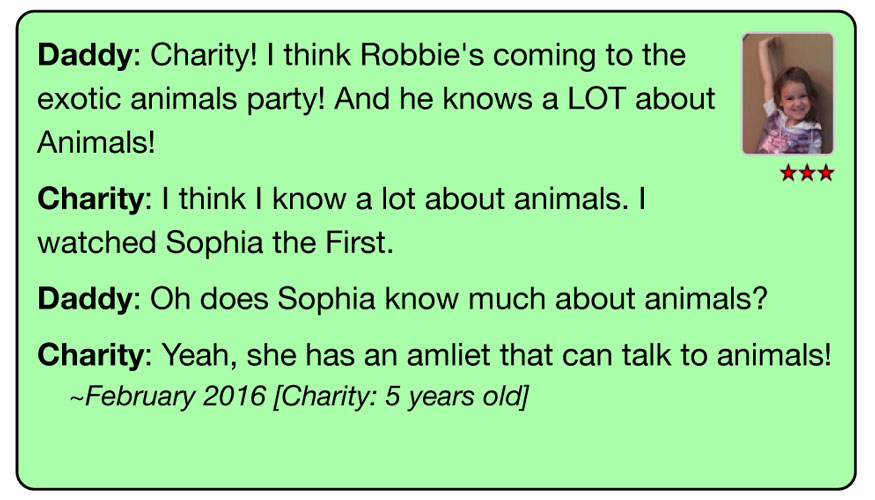 Daddy: Charity! I think Robbie's coming to the
exotic animals party! And he knows a LOT about
Animals!
Charity: I think I know a lot about animals. I
watched Sophia the First.
Daddy: Oh does Sophia know much about animals?
Charity: Yeah, she has an amliet that can talk to animals!
~February 2016 [Charity: 5 years old]